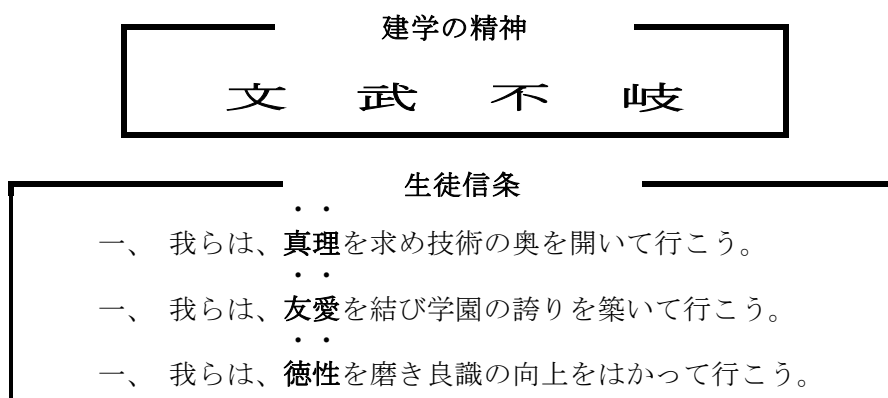 建学の精神
文武不岐
生徒信条
一、 我らは、真理を求め技術の奥を開いて行こう。
一、 我らは、友愛を結び学園の誇りを築いて行こう。
一、 我らは、徳性を磨き良識の向上をはかって行こう。